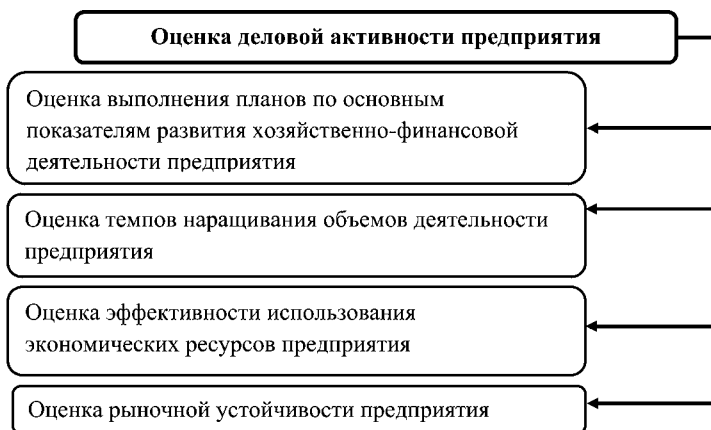 Оценка деловой активности предприятия
Оценка выполнения планов по основным
показателям развития хозяйственно-финансовой
деятельности предприятия
Оценка темпов наращивания объемов деятельности
предприятия
Оценка эффективности использования
экономических ресурсов предприятия
Оценка рыночной устойчивости предприятия